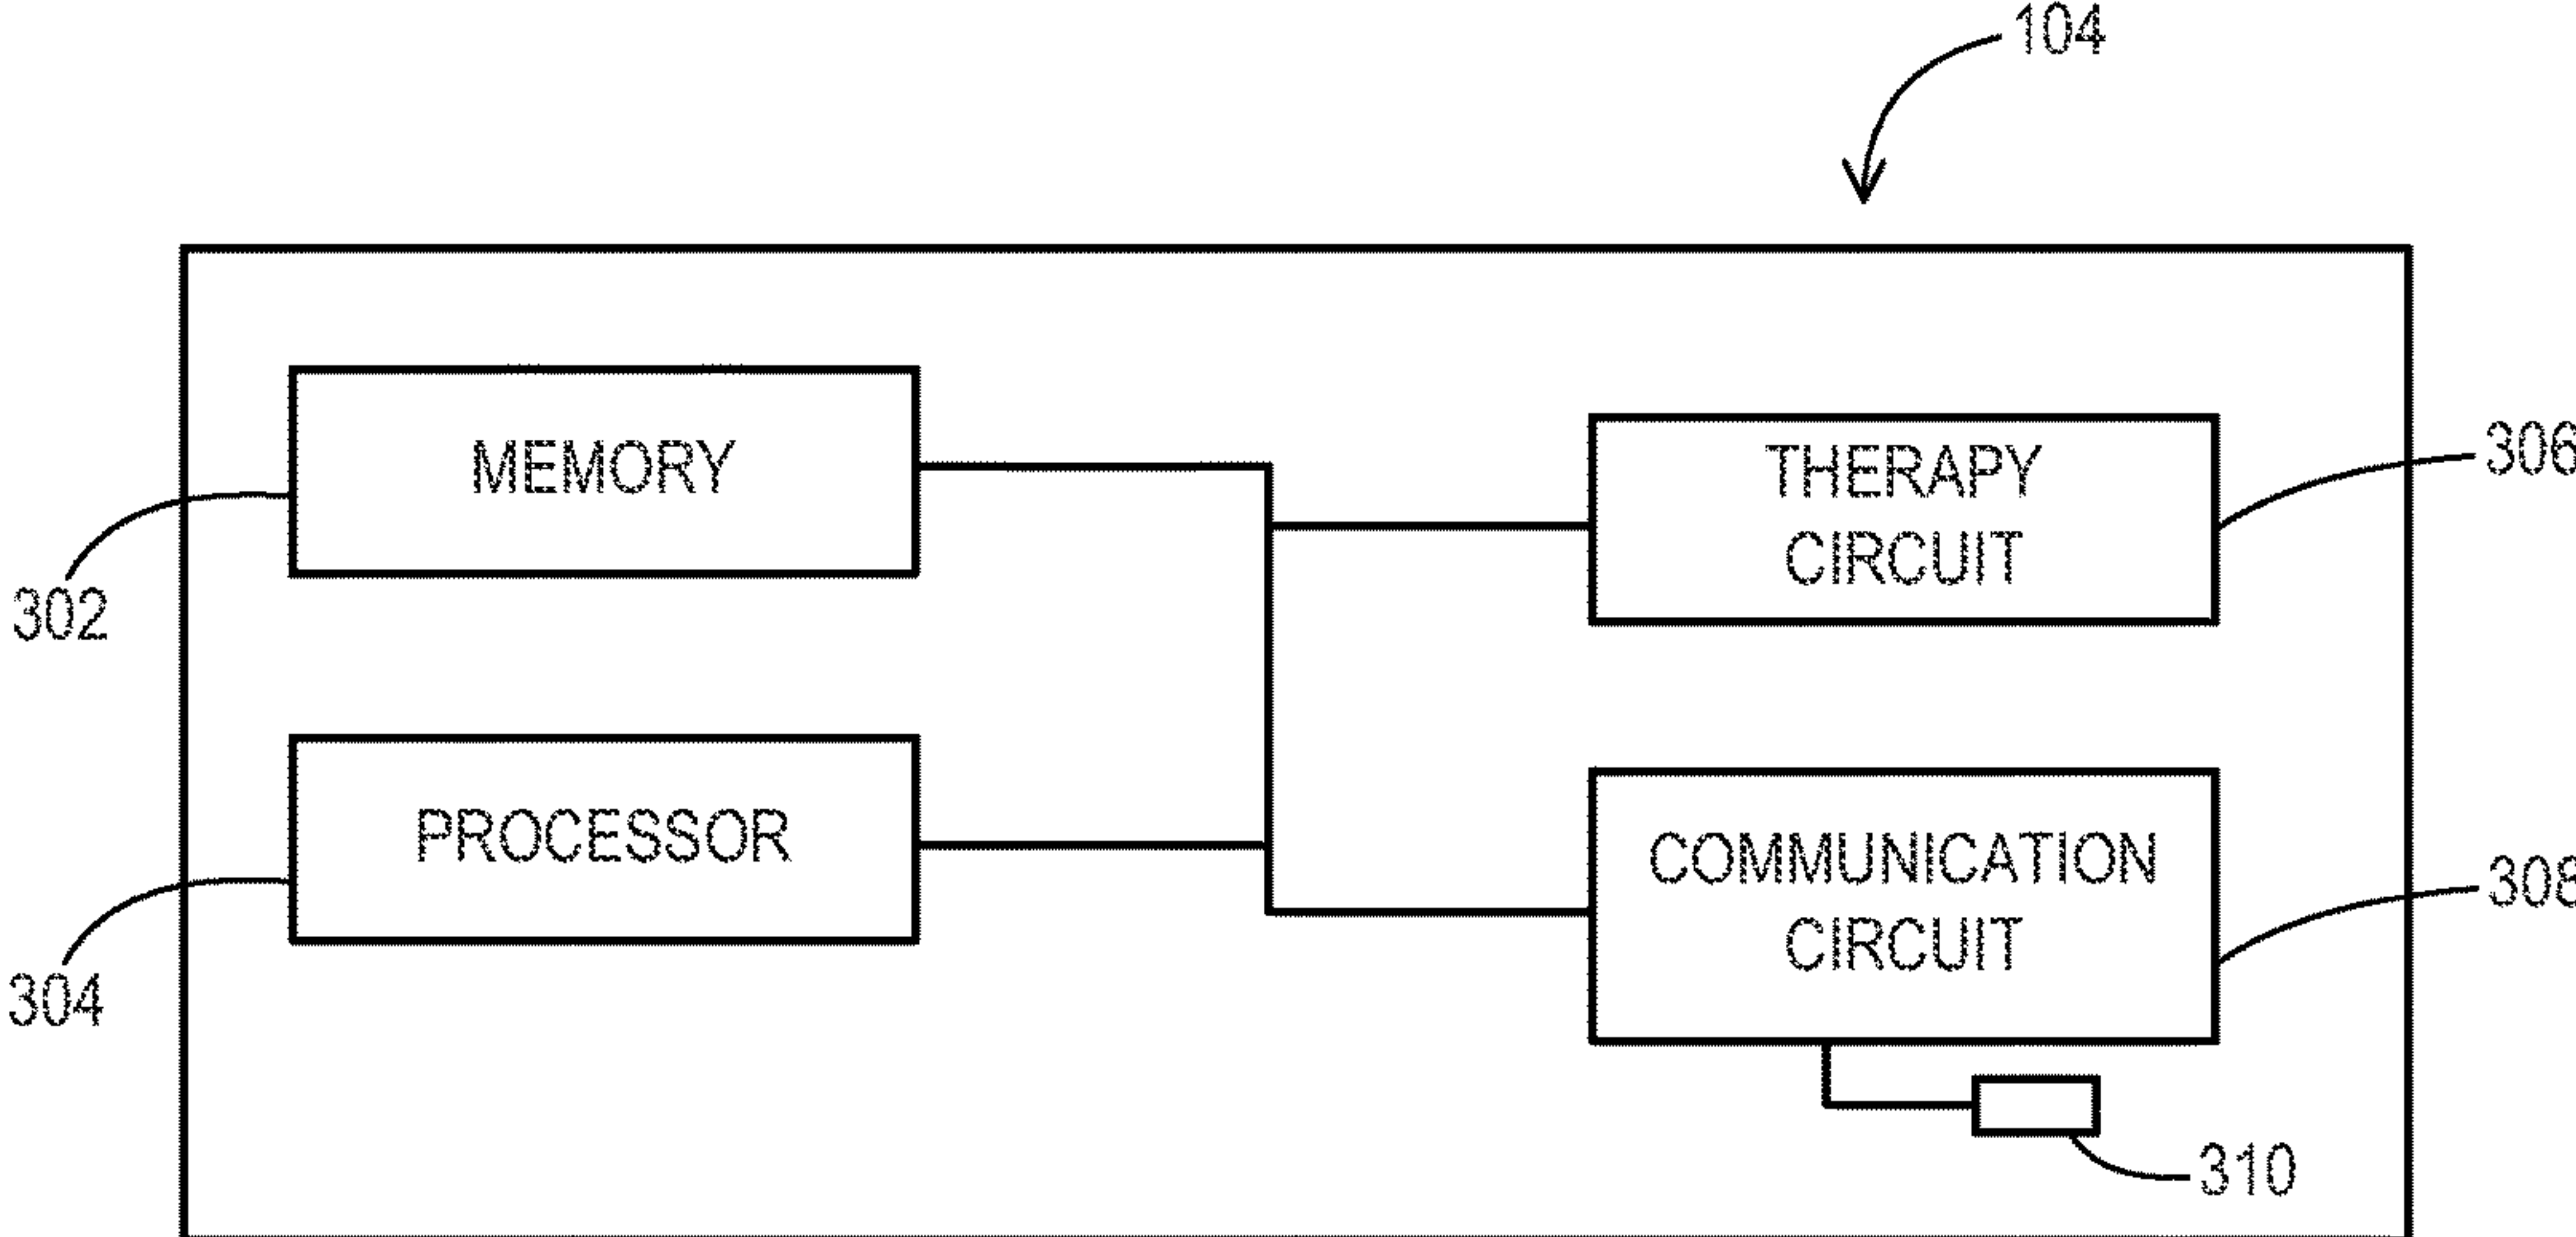 104
MEMORY
THERAPY
CIRCUIT
306
302
PROCESSOR
COMMUNICATION
CIRCUIT
308
304
310